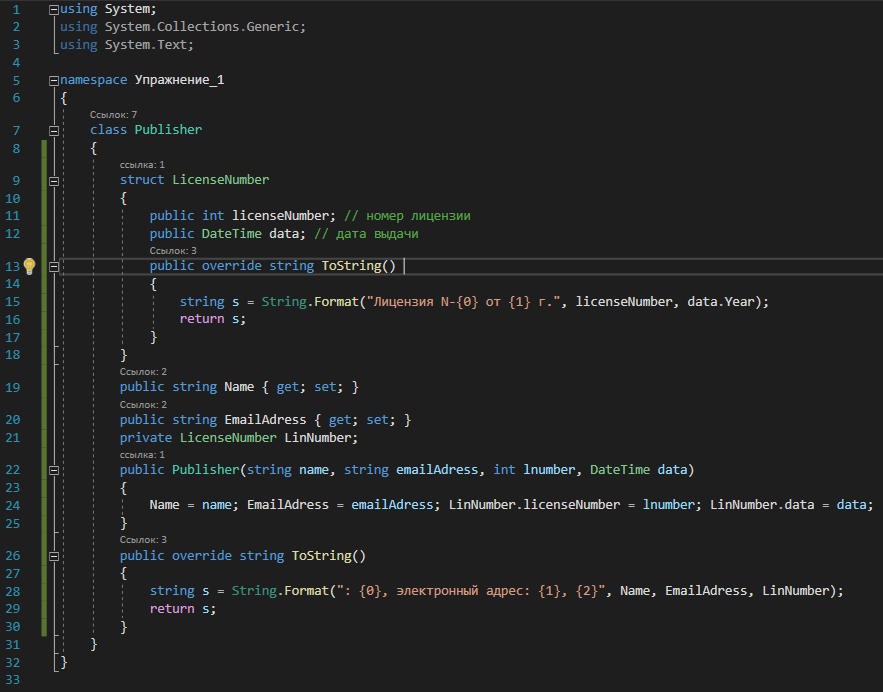 1 using System;
2 using System.Collections.Generic;
3 using System.Text;
4
5 namespace Упражнение_1
6 {
Ссылок: 7
7 class Publisher
8 {
ссылка: 1
9 struct LicenseNumber
10 {
11 public int licenseNumber; // номер лицензии
12 public DateTime data; // дата выдачи
Ссылок: 3
13 public override string ToString()
14 {
15 string s = String.Format("Лицензия N-{0} от {1} г.", licenseNumber, data.Year);
16 return s;
17 }
18 }
Ссылок: 2
19 public string Name { get; set; }
Ссылок: 2
20 public string EmailAdress { get; set; }
21 private LicenseNumber LinNumber;
ссылка: 1
22 public Publisher(string name, string emailAdress, int lnumber, DateTime data)
23 {
24 Name = name; EmailAdress = emailAdress; LinNumber.licenseNumber = lnumber; LinNumber.data = data;
25 }
Ссылок: 3
26 public override string ToString()
27 {
28 string s = String.Format(": {0}, электронный адрес: {1}, {2}", Name, EmailAdress, LinNumber);
29 return s;
30 }
31 }
32 }
33